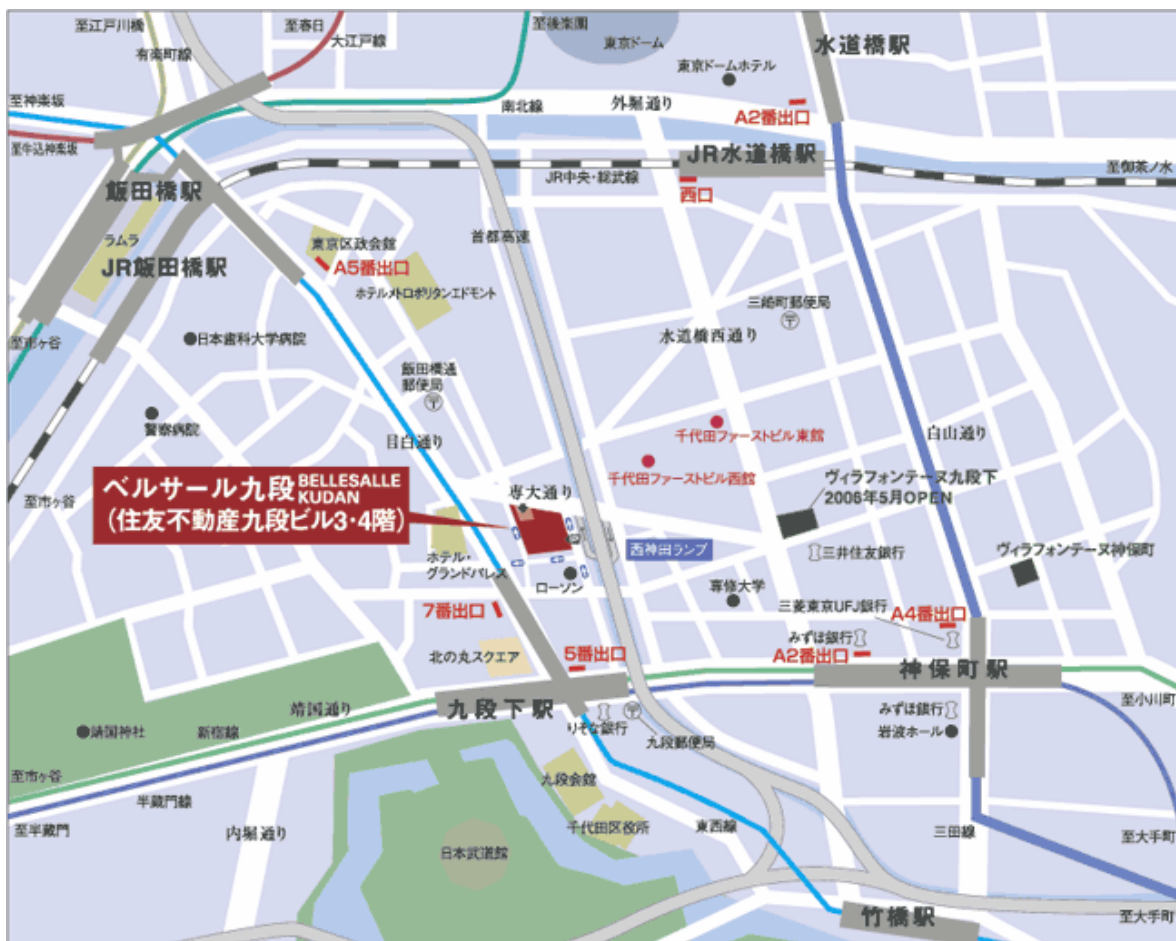 至江戸川橋
有楽町線
至春日
大江戸線
至後楽園
東京ドーム
水道橋駅
東京ドームホテル
至神楽坂
南北線
外堀通り
A2番出口
至牛込神楽坂
JR水道橋駅
至御茶ノ水
JR中央・総武線
西口
飯田橋駅
ラムラ
JR飯田橋駅
東京区政会館
A5番出口
首都高速
ホテルメトロポリタンエドモント
三崎町郵便局
水道橋西通り
至市ヶ谷
日本歯科大学病院
飯田橋通
郵便局
警察病院
目白通り
千代田ファーストビル東館
白山通り
千代田ファーストビル西館
ベルサール九段 BELLESALLE
KUDAN
(住友不動産九段ビル3・4階)
至市ヶ谷
専大通り
ヴィラフォンテーヌ九段下
2006年5月OPEN
西神田ランプ
三井住友銀行
ヴィラフォンテーヌ神保町
ホテル・
グランドパレス
ローソン
専修大学
7番出口
三菱東京UFJ銀行
A4番出口
みずほ銀行
A2番出口
北の丸スクエア
5番出口
神保町駅
九段下駅
靖国通り
至小川町
靖国神社
新宿線
りそな銀行
九段郵便局
みずほ銀行
岩波ホール
至市ヶ谷
半蔵門線
九段会館
至半蔵門
内堀通り
千代田区役所
東西線
三田線
至大手町
日本武道館
竹橋駅
至大手町